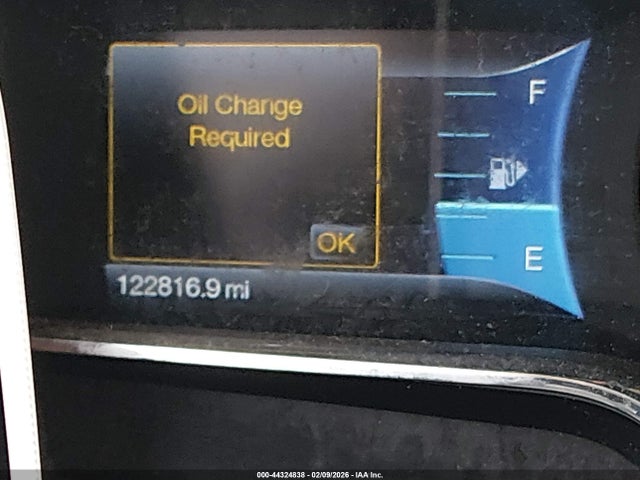 Oil Change
Required
OK
122816.9 mi
F
E
000-44324838 - 02/09/2026 - IAA Inc.